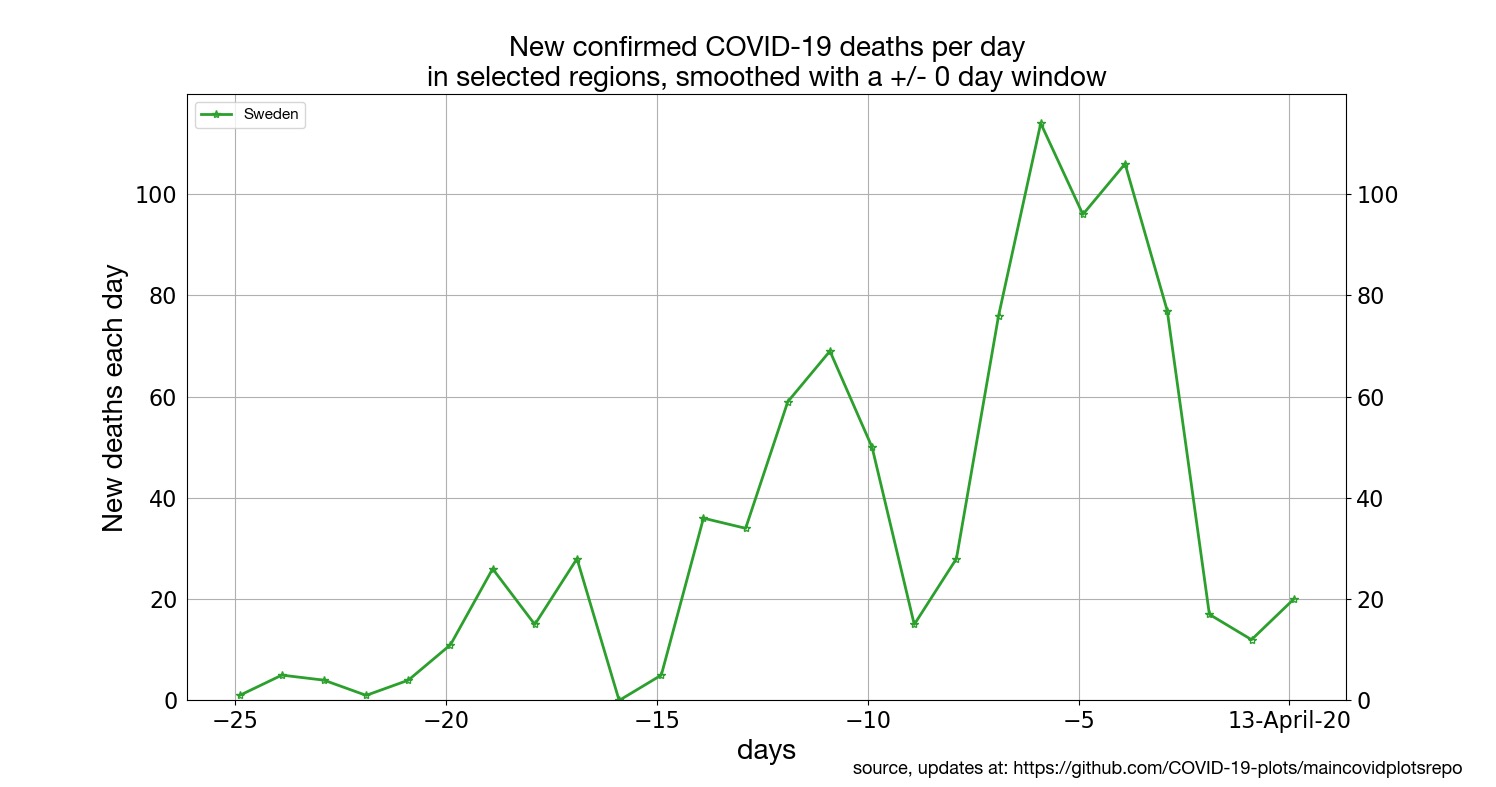 New confirmed COVID-19 deaths per day
in selected regions, smoothed with a +/- 0 day window
Sweden
New deaths each day
100
80
60
40
20
0
100
80
60
40
20
0
−25
−20
−15
−10
−5
13-April-20
days
source, updates at: https://github.com/COVID-19-plots/maincovidplotsrepo